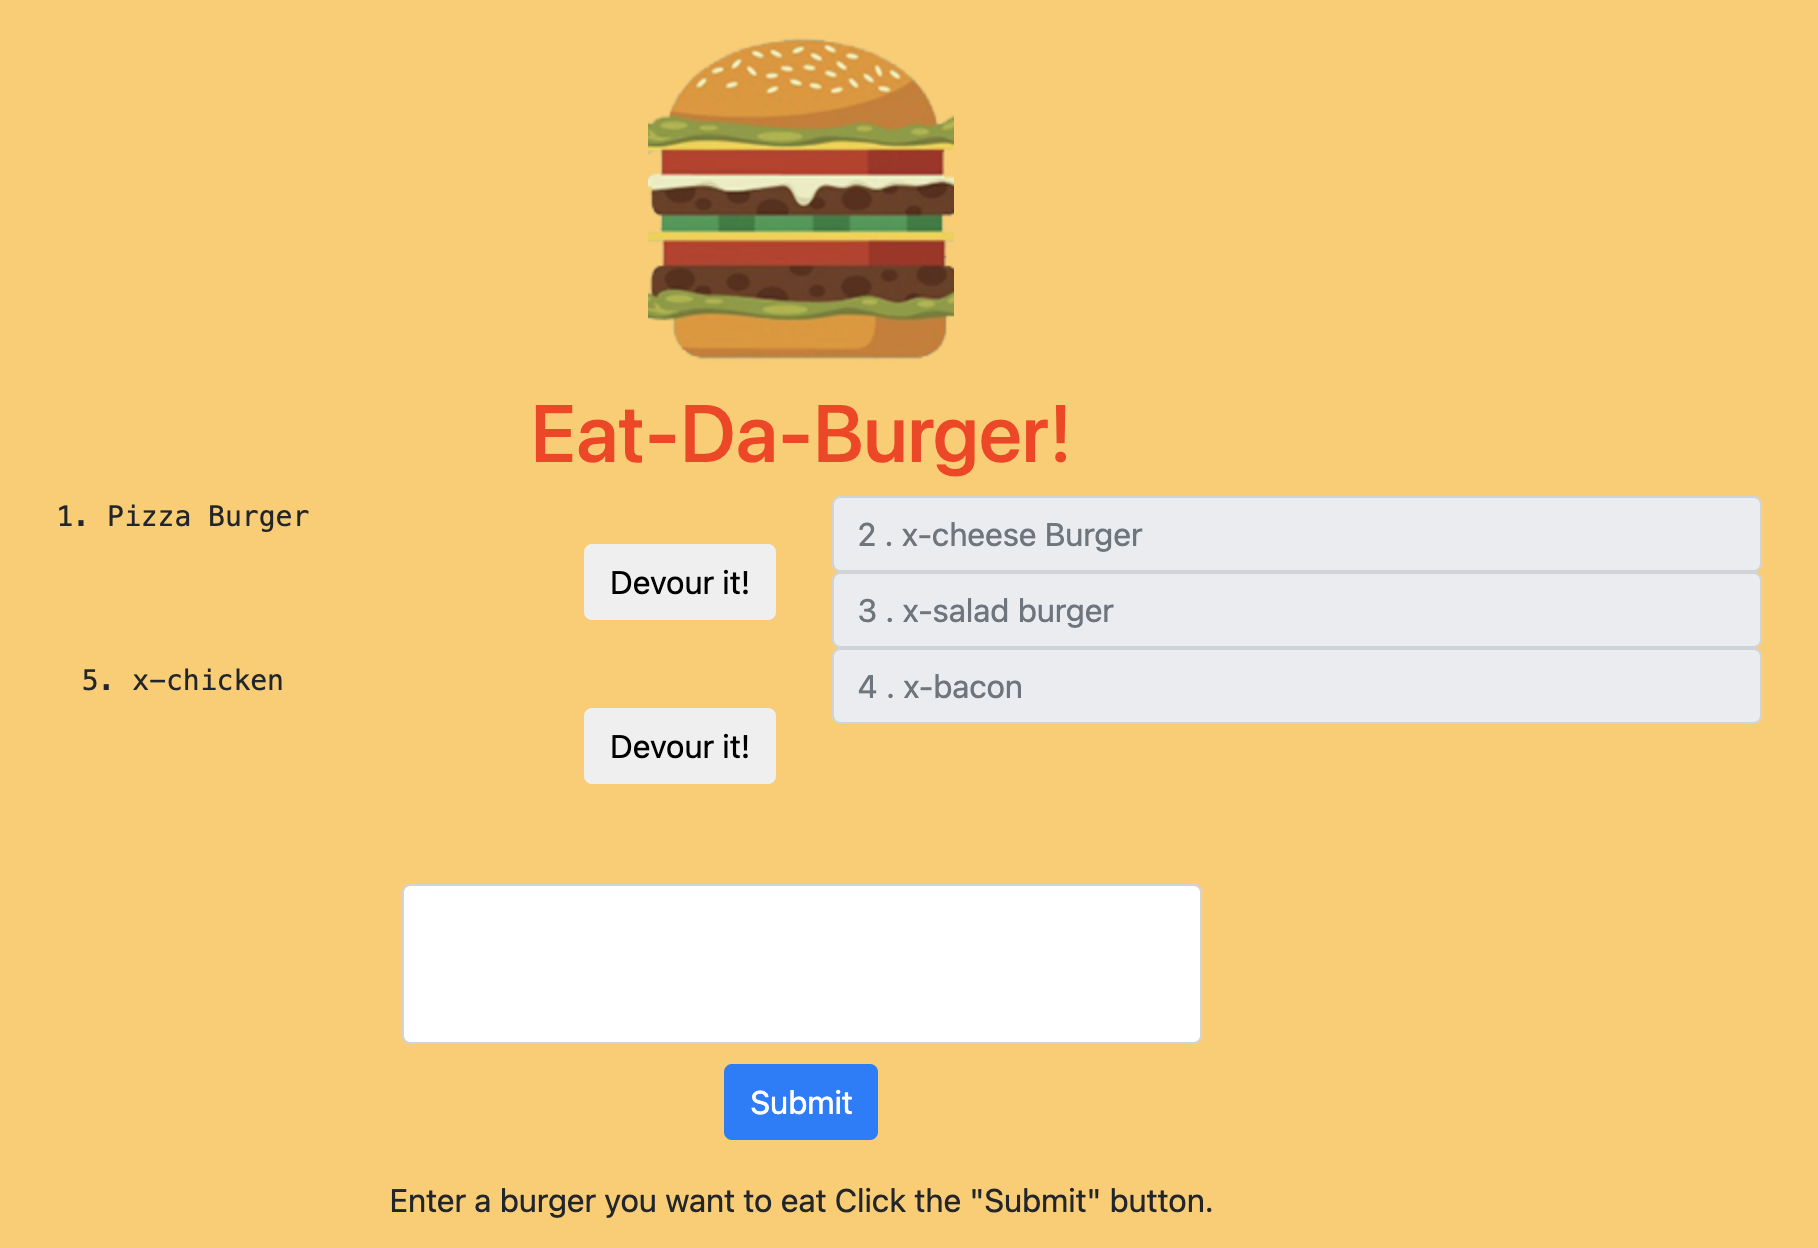 Eat-Da-Burger!
1. Pizza Burger
Devour it!
5. x-chicken
Devour it!
2 . x-cheese Burger
3 . x-salad burger
4 . x-bacon
Submit
Enter a burger you want to eat Click the "Submit" button.